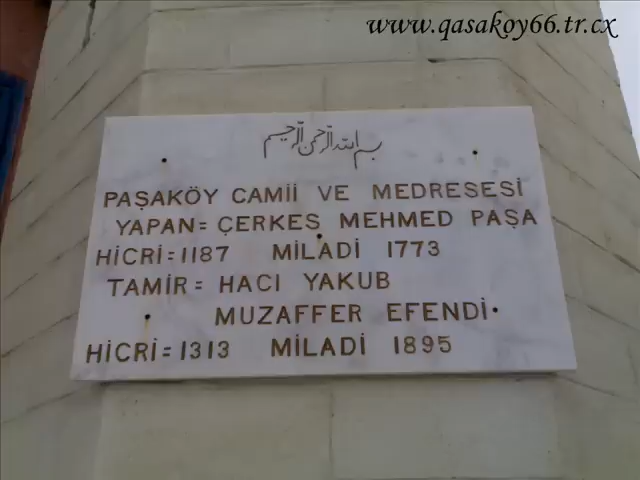 www.qasakoy66.tr.cx
بسم الله الرحمن الرحيم
PAŞAKÖY CAMİİ VE MEDRESESİ
YAPAN= ÇERKES MEHMED PAŞA
HİCRİ=1187 MİLADİ 1773
TAMİR= HACI YAKUB
MUZAFFER EFENDİ
HİCRİ=1313 MİLADİ 1895